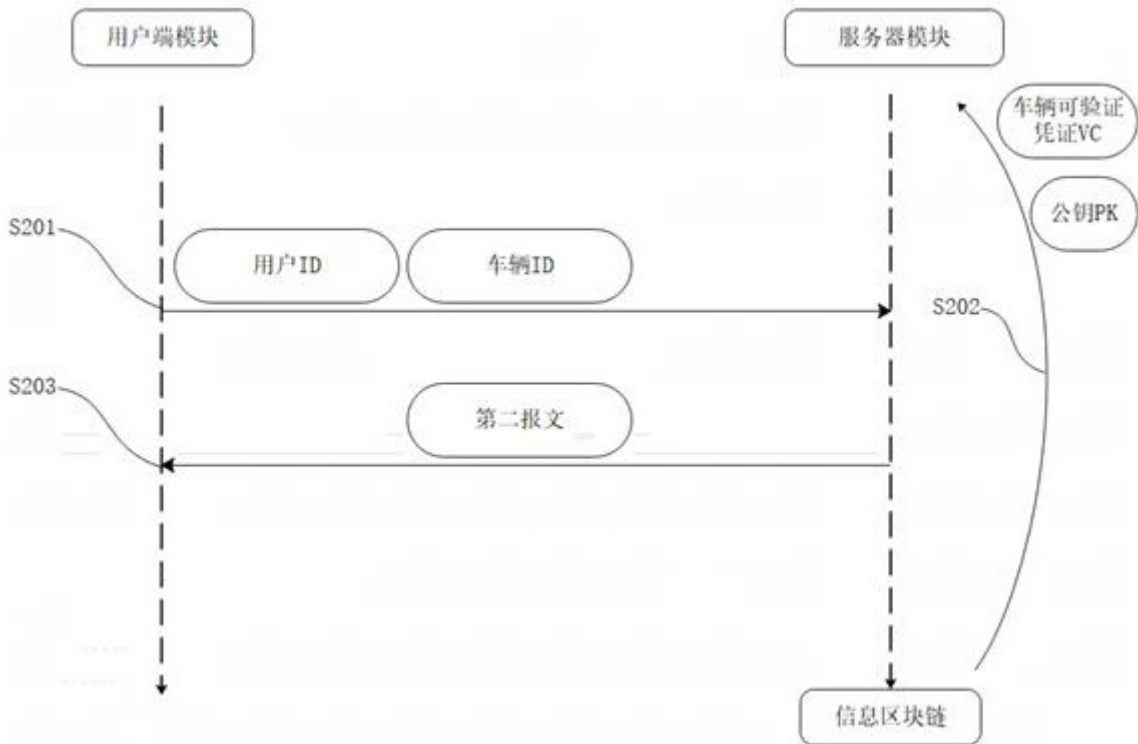 用户端模块
服务器模块
车辆可验证
凭证VC
公钥PK
S201
用户ID
车辆ID
S202
S203
第二报文
信息区块链